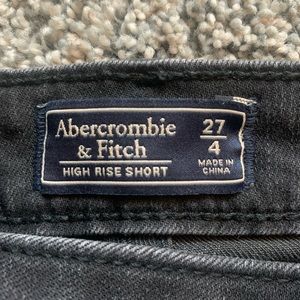 Abercrombie
& Fitch
HIGH RISE SHORT
27
4
MADE IN
CHINA